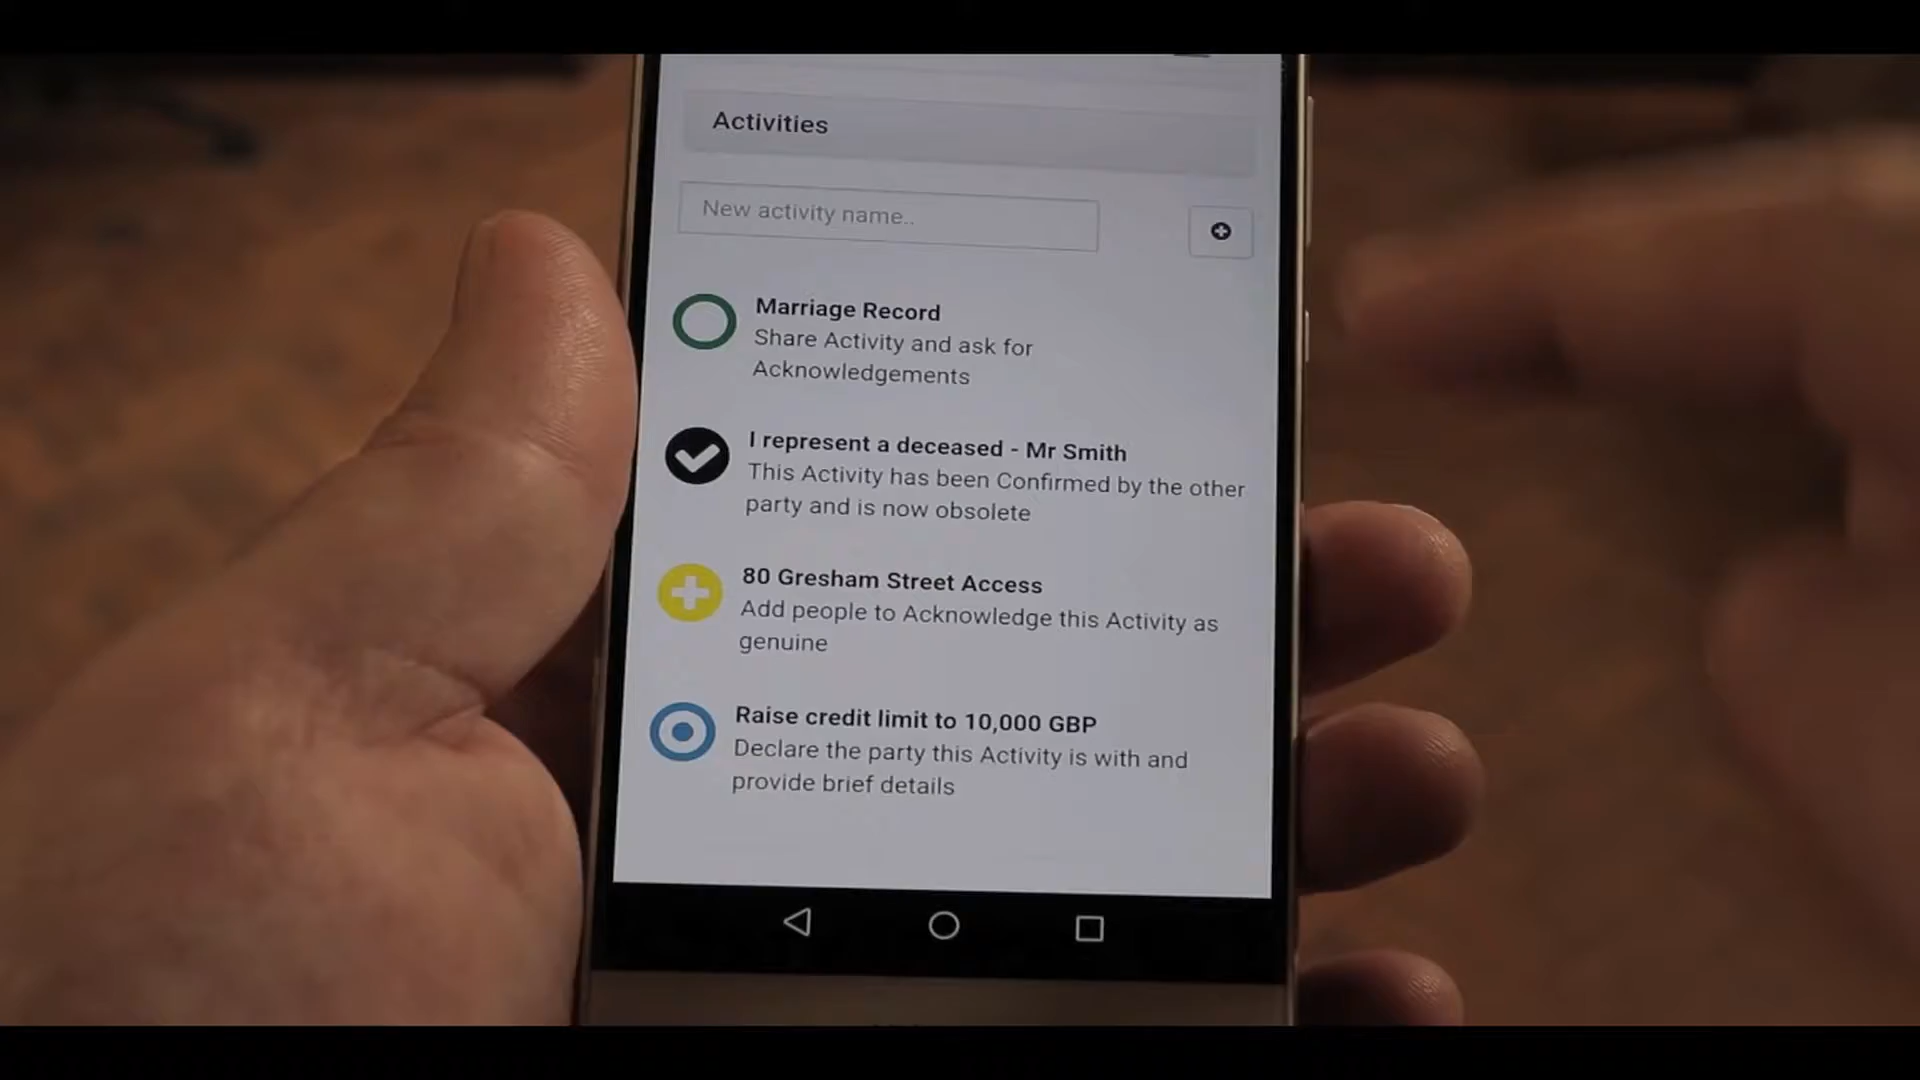 Activities
New activity name..
Marriage Record
Share Activity and ask for
Acknowledgements
I represent a deceased - Mr Smith
This Activity has been Confirmed by the other
party and is now obsolete
80 Gresham Street Access
Add people to Acknowledge this Activity as
genuine
Raise credit limit to 10,000 GBP
Declare the party this Activity is with and
provide brief details